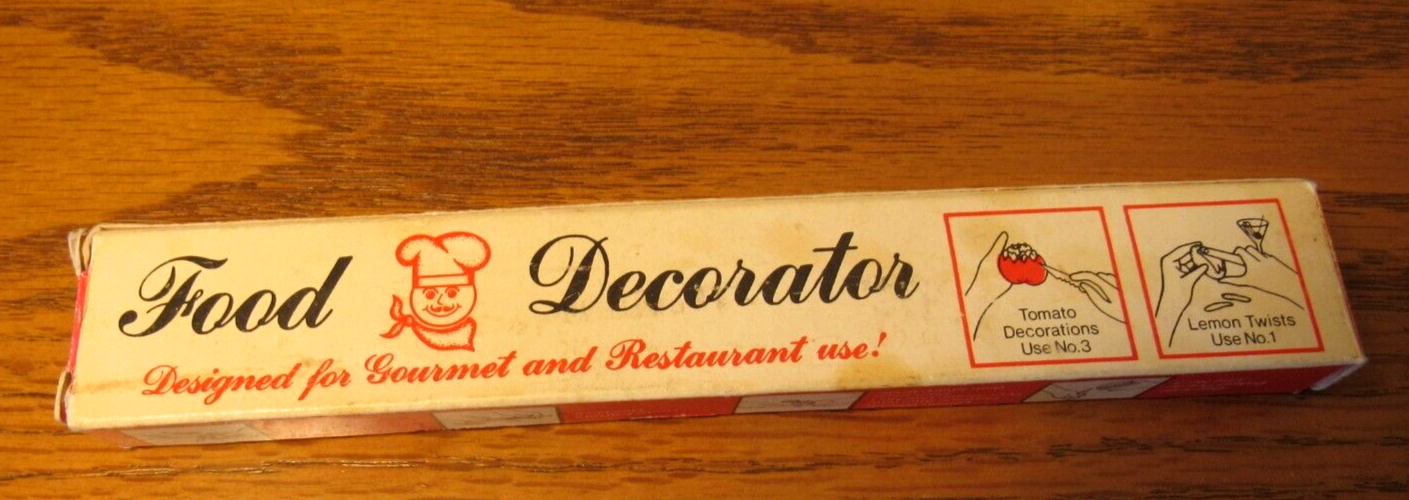 Food Decorator
Designed for Gourmet and Restaurant use!
Tomato
Decorations
Use No.3
Lemon Twists
Use No.1